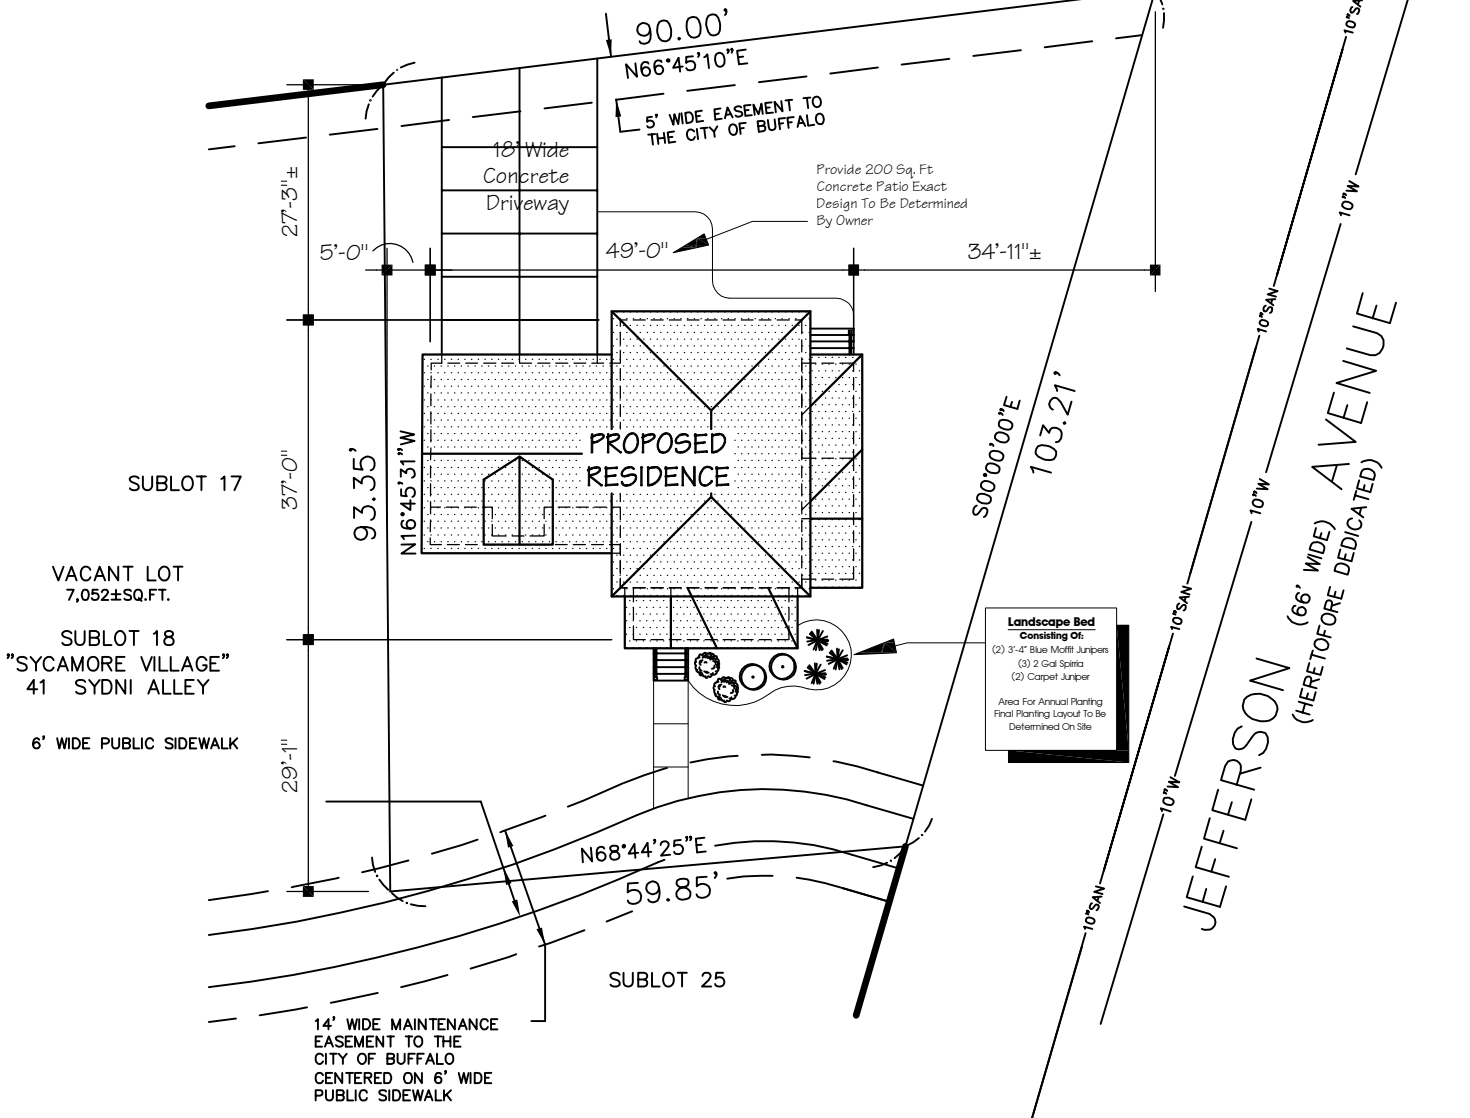 90.00'
N66°45'10"E
5' WIDE EASEMENT TO
THE CITY OF BUFFALO
10"SAN
18' Wide
Concrete
Driveway
Provide 200 Sq. Ft
Concrete Patio Exact
Design To Be Determined
By Owner
27'-3"±
5'-0"
49'-0"
34'-11"±
10"W
10"SAN
PROPOSED
RESIDENCE
93.35'
N16°45'31"W
S00°00'00"E
103.21'
SUBLOT 17
37'-0"
10"W
VACANT LOT
7,052±SQ.FT.
SUBLOT 18
"SYCAMORE VILLAGE"
41 SYDNI ALLEY
6' WIDE PUBLIC SIDEWALK
Landscape Bed
Consisting Of:
(2) 3'-4" Blue Moffit Junipers
(3) 2 Gal Spirria
(2) Carpet Juniper
Area For Annual Planting
Final Planting Layout To Be
Determined On Site
10"SAN
JEFFERSON AVENUE
(66' WIDE)
(HERETOFORE DEDICATED)
29'-1"
10"W
N68°44'25"E
59.85'
10"SAN
SUBLOT 25
14' WIDE MAINTENANCE
EASEMENT TO THE
CITY OF BUFFALO
CENTERED ON 6' WIDE
PUBLIC SIDEWALK